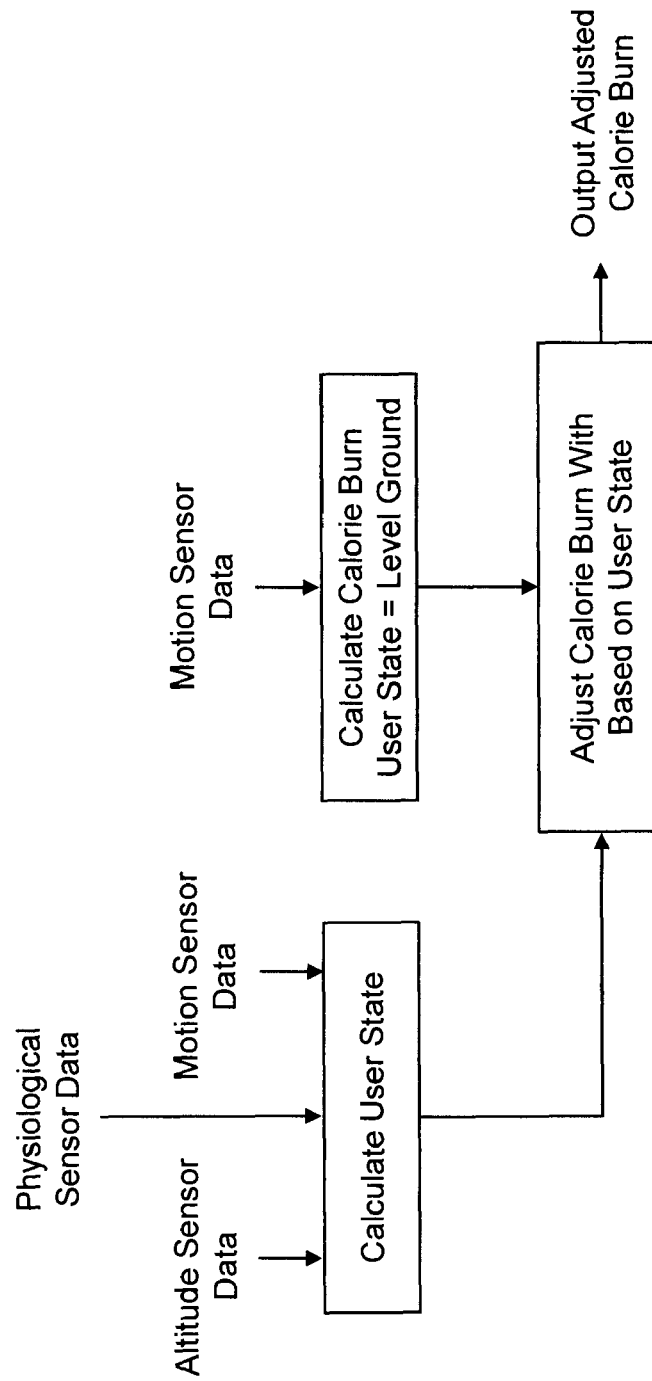 Physiological
Sensor Data
Altitude Sensor
Data
Motion Sensor
Data
Motion Sensor
Data
Calculate User State
Calculate Calorie Burn
User State = Level Ground
Adjust Calorie Burn With
Based on User State
Output Adjusted
Calorie Burn